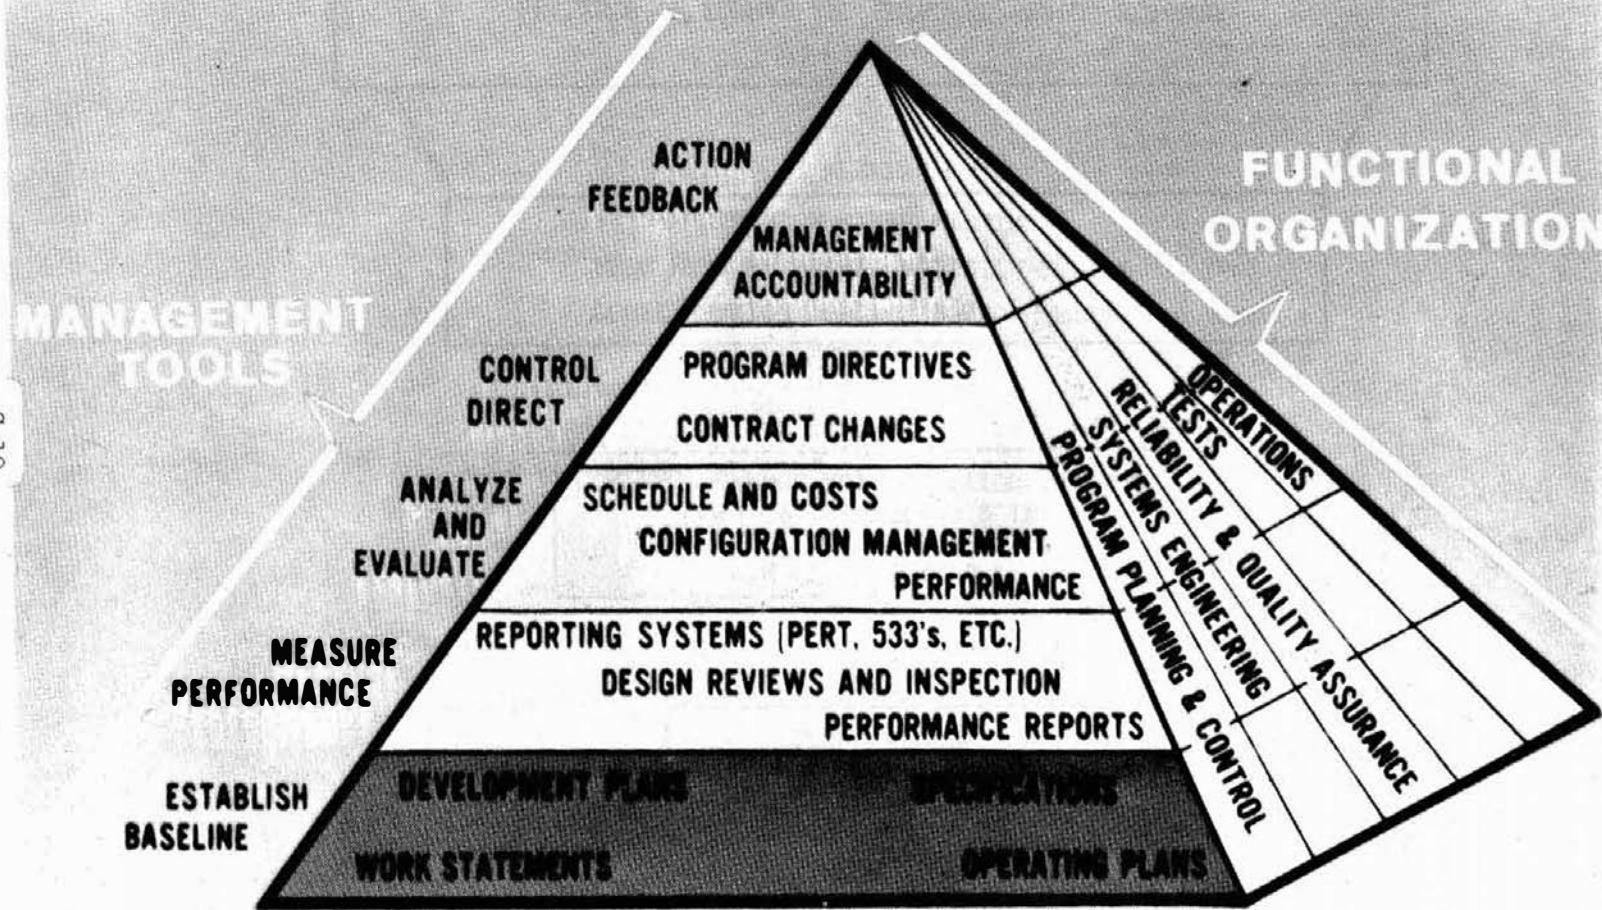 ACTION
FEEDBACK
MANAGEMENT
ACCOUNTABILITY
FUNCTIONAL
ORGANIZATION
MANAGEMENT
TOOLS
CONTROL
DIRECT
PROGRAM DIRECTIVES
CONTRACT CHANGES
ANALYZE
AND
EVALUATE
SCHEDULE AND COSTS
CONFIGURATION MANAGEMENT
PERFORMANCE
MEASURE
PERFORMANCE
REPORTING SYSTEMS (PERT, 533's, ETC.)
DESIGN REVIEWS AND INSPECTION
PERFORMANCE REPORTS
ESTABLISH
BASELINE
DEVELOPMENT PLANS
SPECIFICATIONS
WORK STATEMENTS
OPERATING PLANS
PROGRAM PLANNING & CONTROL
SYSTEMS ENGINEERING
RELIABILITY & QUALITY ASSURANCE
TESTS
OPERATIONS